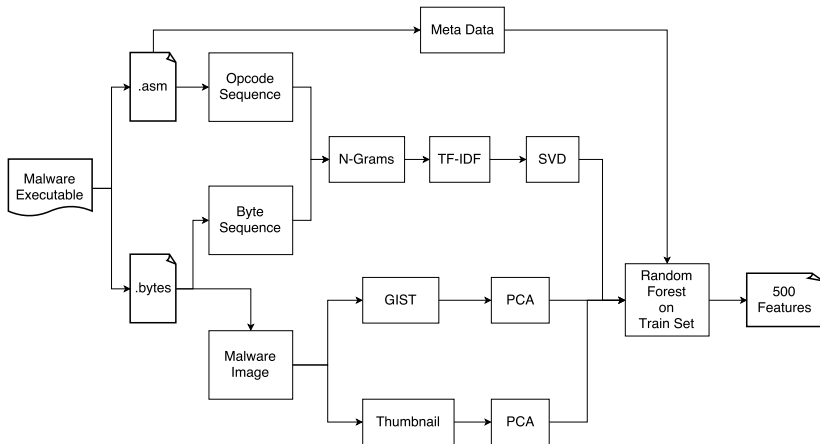 Meta Data
.asm
Opcode
Sequence
N-Grams
TF-IDF
SVD
Malware
Executable
Byte
Sequence
.bytes
GIST
PCA
Random
Forest
on
Train Set
500
Features
Malware
Image
Thumbnail
PCA